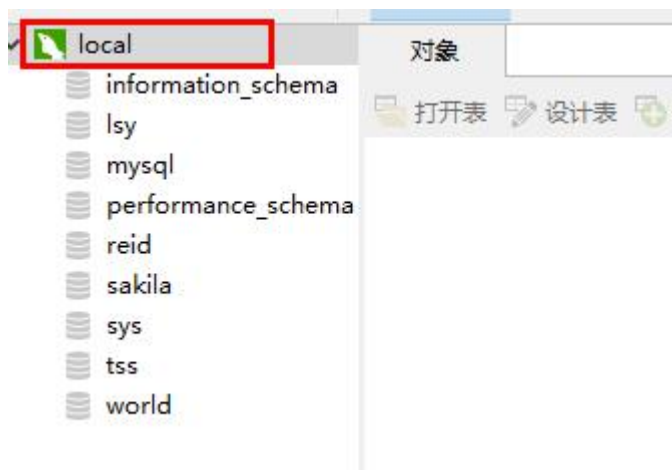 local
information_schema
lsy
mysql
performance_schema
reid
sakila
sys
tss
world
对象
打开表 设计表